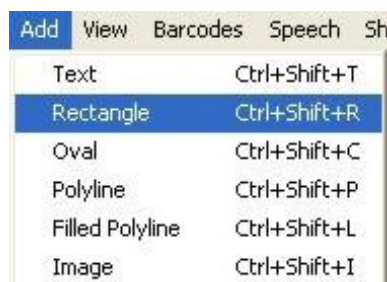 Add View Barcodes Speech Sh
Text Ctrl+Shift+T
Rectangle Ctrl+Shift+R
Oval Ctrl+Shift+C
Polyline Ctrl+Shift+P
Filled Polyline Ctrl+Shift+L
Image Ctrl+Shift+I